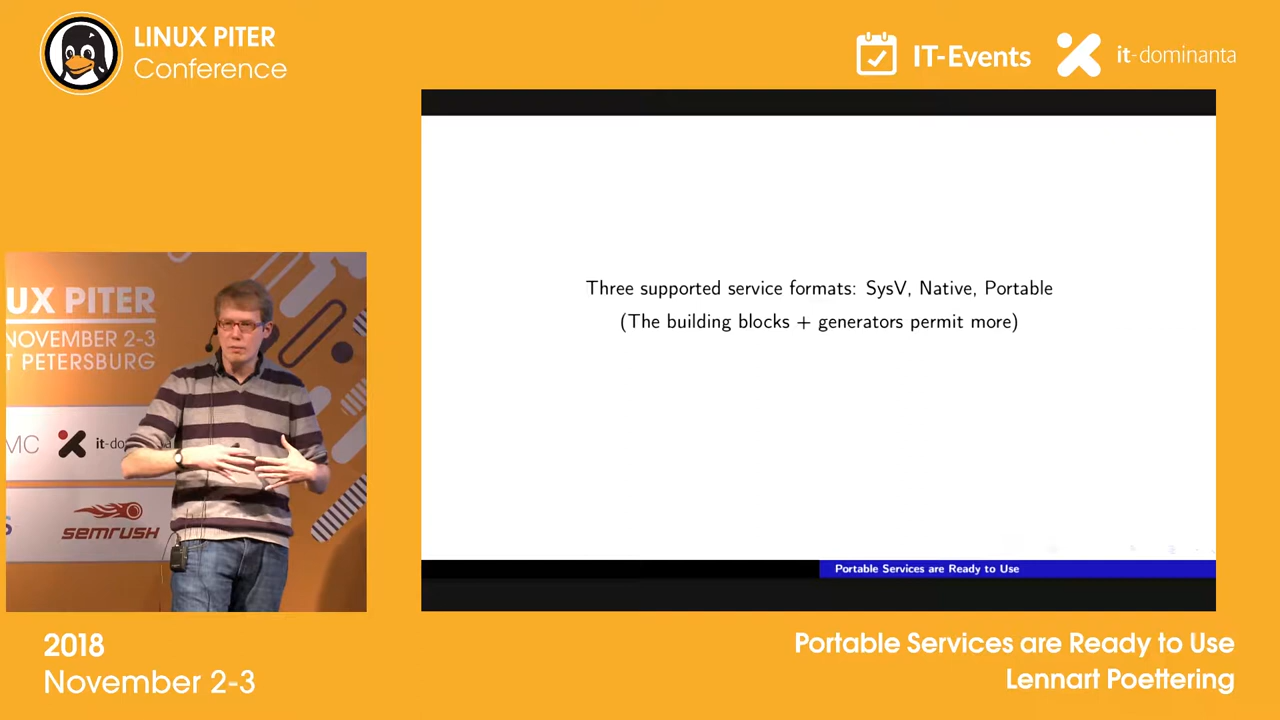 LINUX PITER
Conference
IT-Events
it-dominanta
Three supported service formats: SysV, Native, Portable
(The building blocks + generators permit more)
Portable Services are Ready to Use
UX PITER
NOVEMBER 2-3
T PETERSBURG
MC
it-do
SEMRUSH
S
2018
November 2-3
Portable Services are Ready to Use
Lennart Poettering